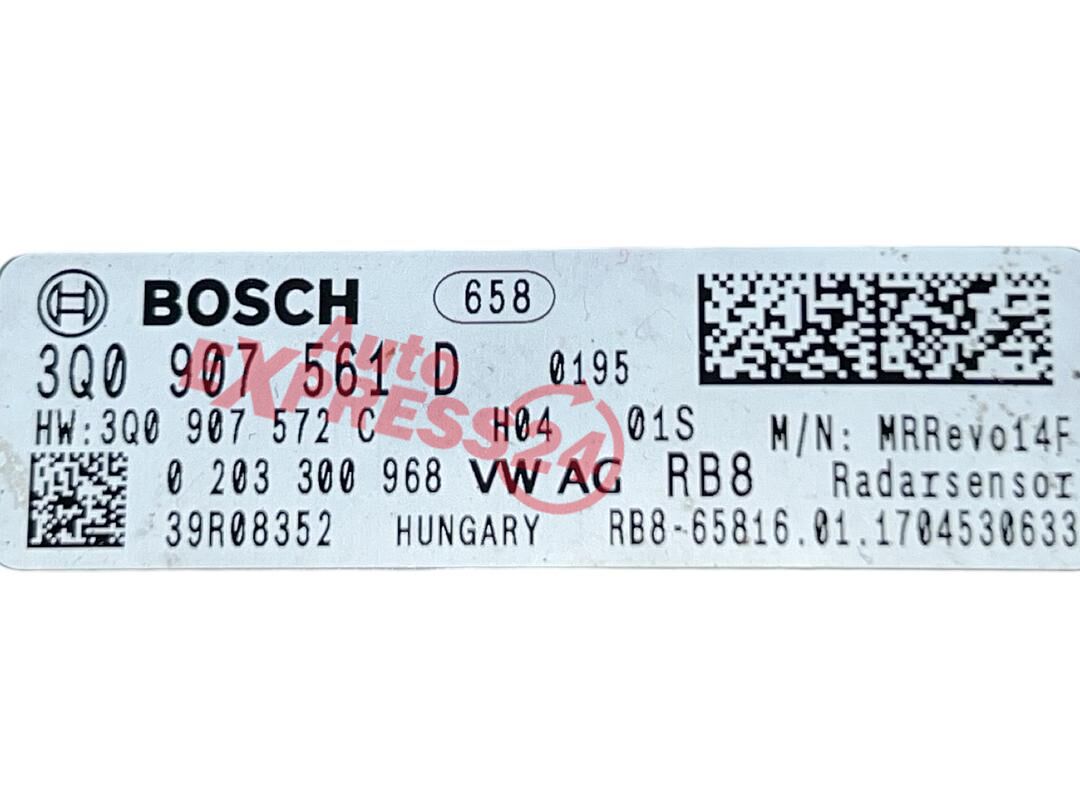 BOSCH 658
3Q0 907 561 D 0195
HW:3Q0 907 572 C H04 01S M/N: MRRevo14F
0 203 300 968 VW AG RB8 Radarsensor
39R08352 HUNGARY RB8-65816.01.1704530633
Auto
EXPRESS24